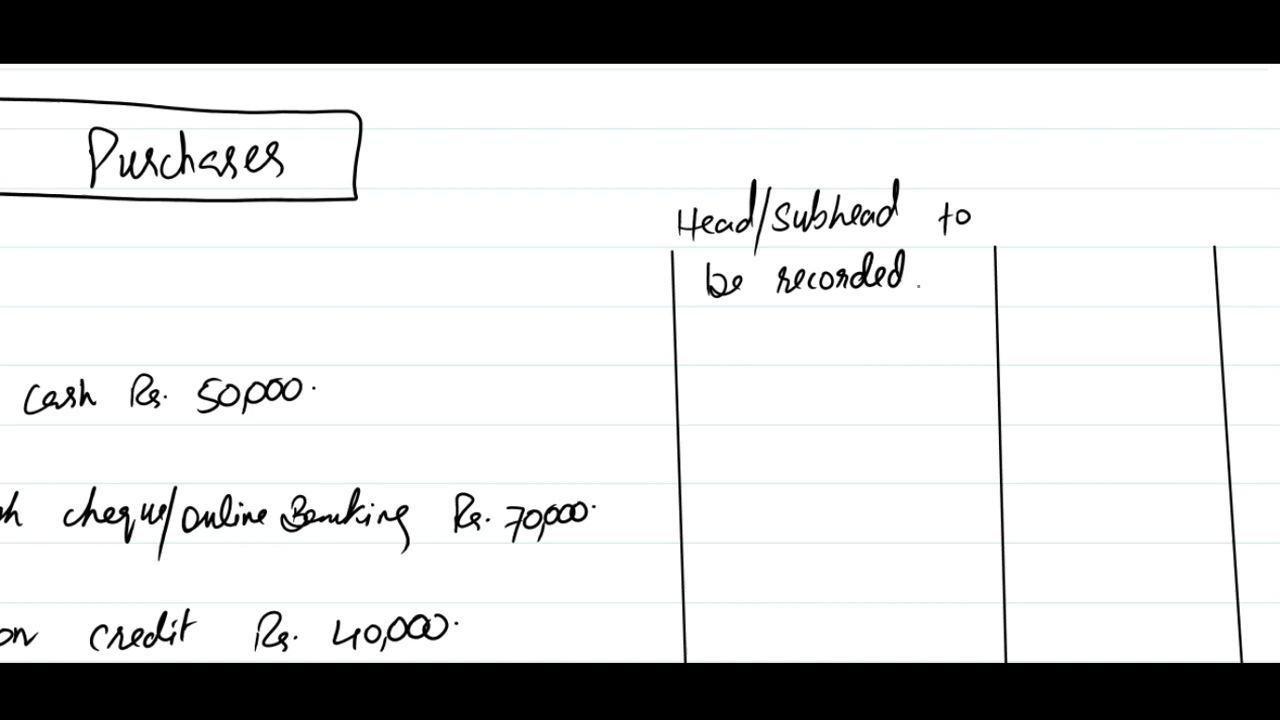 Purchases
Head/Subhead to
be recorded.
Cash Rs. 50,000.
cheque/online Banking Rs. 70,000.
on credit Rs. 40,000.